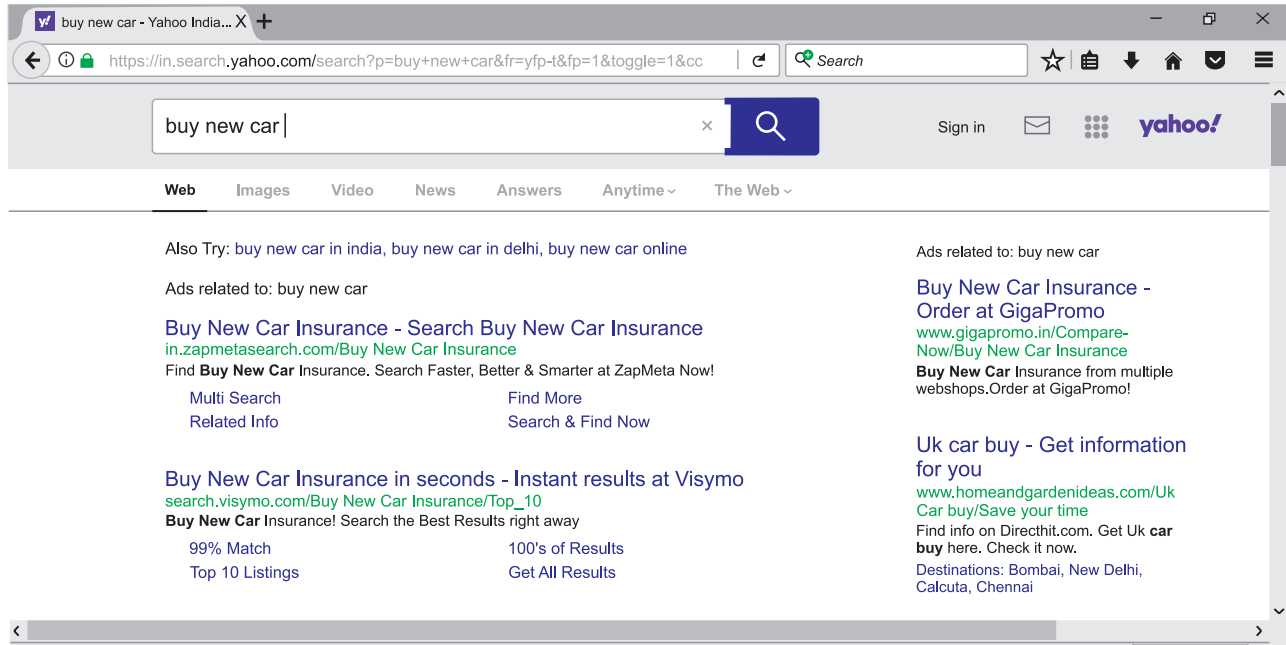 buy new car - Yahoo India... X +
https://in.search.yahoo.com/search?p=buy+new+car&fr=yfp-t&fp=1&toggle=1&cc
Search
buy new car
Sign in
yahoo!
Web Images Video News Answers Anytime The Web
Also Try: buy new car in india, buy new car in delhi, buy new car online
Ads related to: buy new car
Buy New Car Insurance - Search Buy New Car Insurance
in.zapmetasearch.com/Buy New Car Insurance
Find Buy New Car Insurance. Search Faster, Better & Smarter at ZapMeta Now!
Multi Search Find More
Related Info Search & Find Now
Buy New Car Insurance in seconds - Instant results at Visymo
search.visymo.com/Buy New Car Insurance/Top_10
Buy New Car Insurance! Search the Best Results right away
99% Match 100's of Results
Top 10 Listings Get All Results
Ads related to: buy new car
Buy New Car Insurance -
Order at GigaPromo
www.gigapromo.in/Compare-
Now/Buy New Car Insurance
Buy New Car Insurance from multiple
webshops.Order at GigaPromo!
Uk car buy - Get information
for you
www.homeandgardenideas.com/Uk
Car buy/Save your time
Find info on Directhit.com. Get Uk car
buy here. Check it now.
Destinations: Bombai, New Delhi,
Calcuta, Chennai